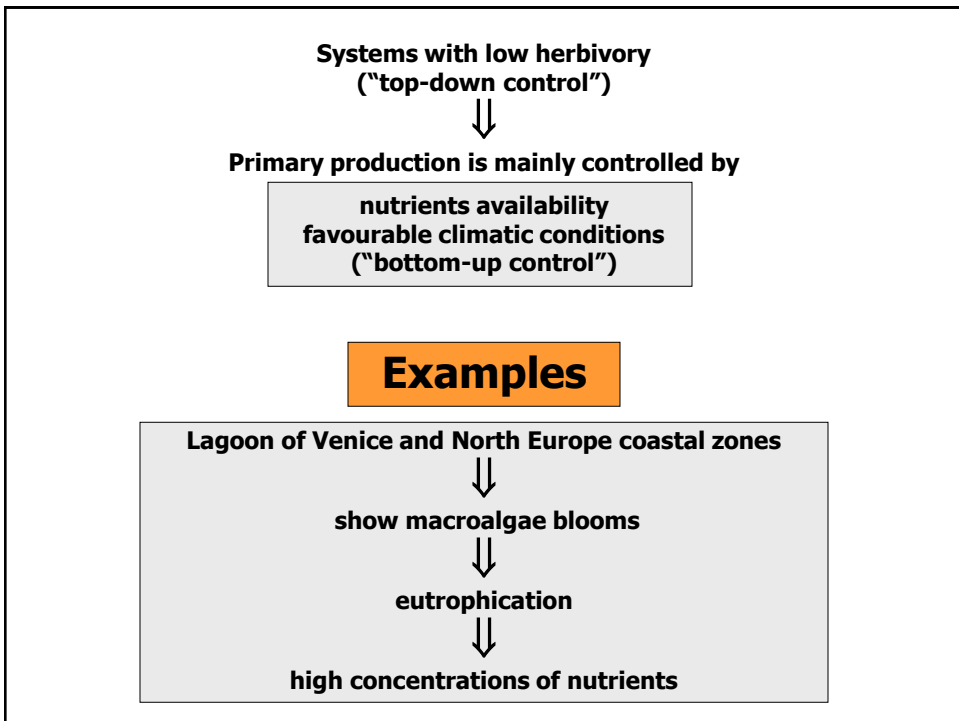 Systems with low herbivory
(“top-down control”)
⇓
Primary production is mainly controlled by
nutrients availability
favourable climatic conditions
(“bottom-up control”)
Examples
Lagoon of Venice and North Europe coastal zones
⇓
show macroalgae blooms
⇓
eutrophication
⇓
high concentrations of nutrients